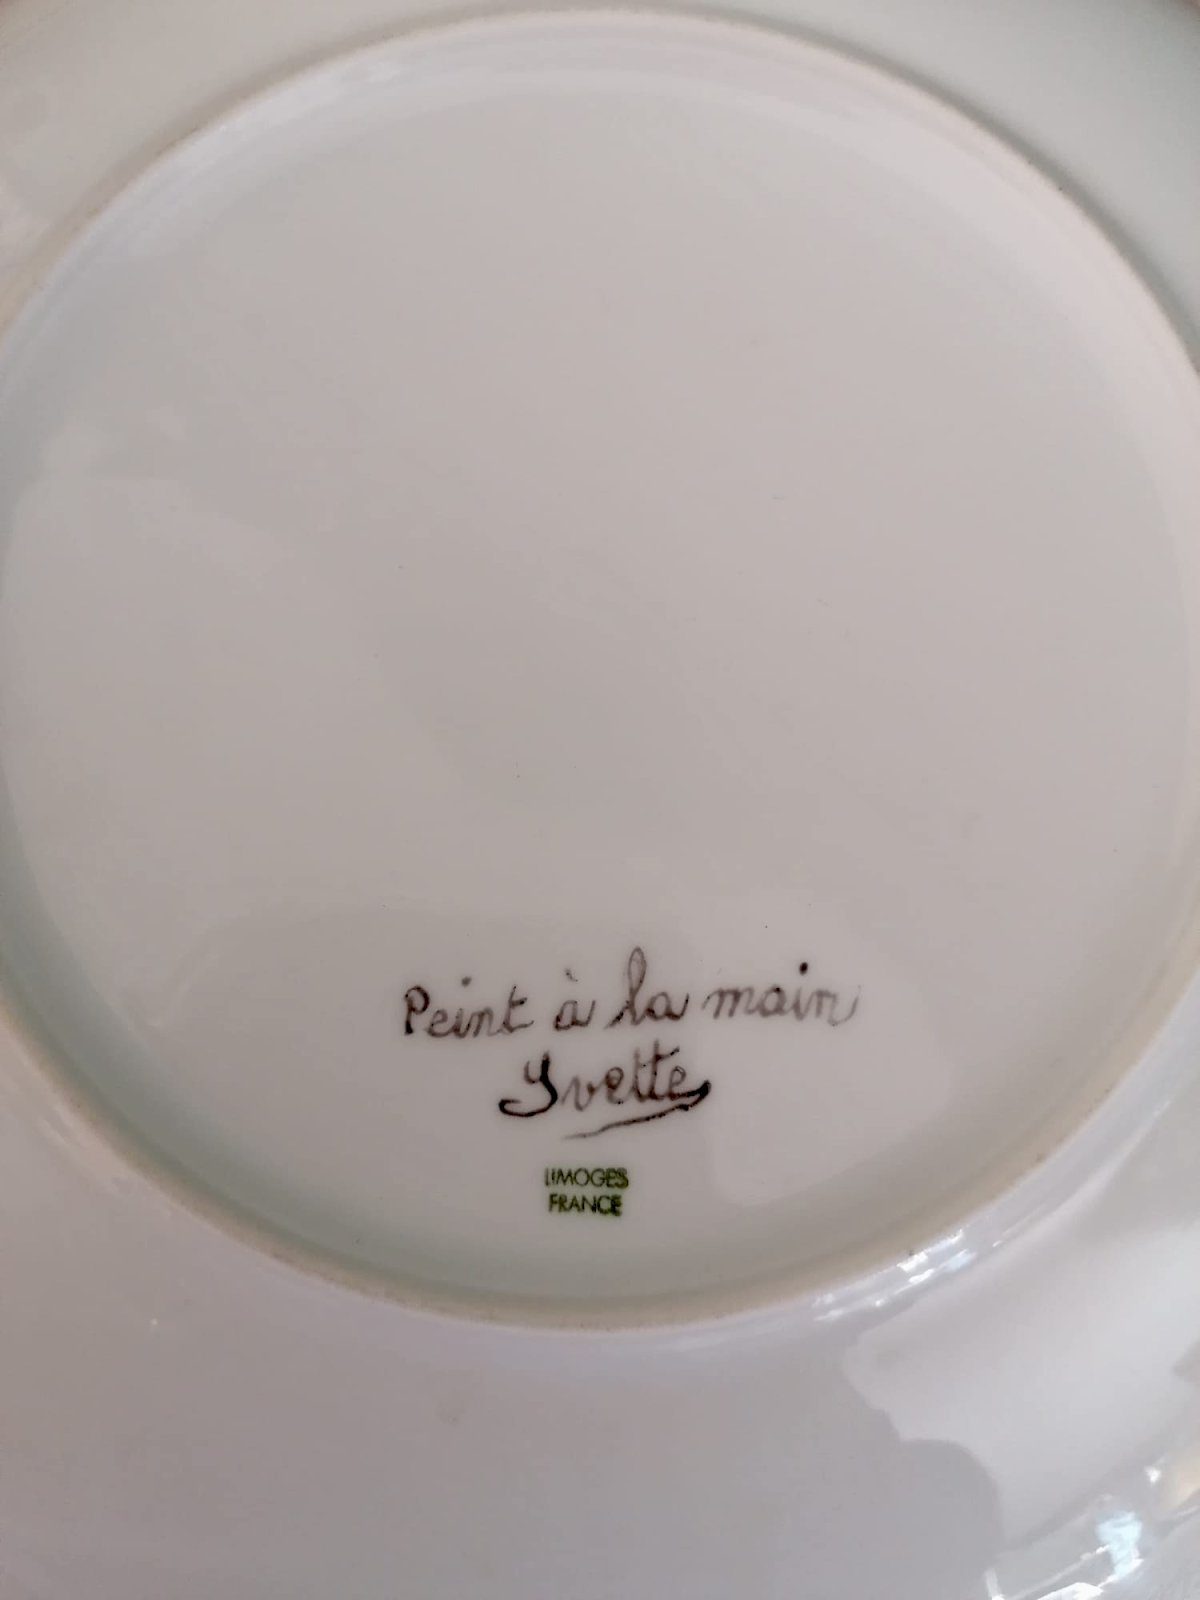 Peint à la main
Yvette
LIMOGES
FRANCE